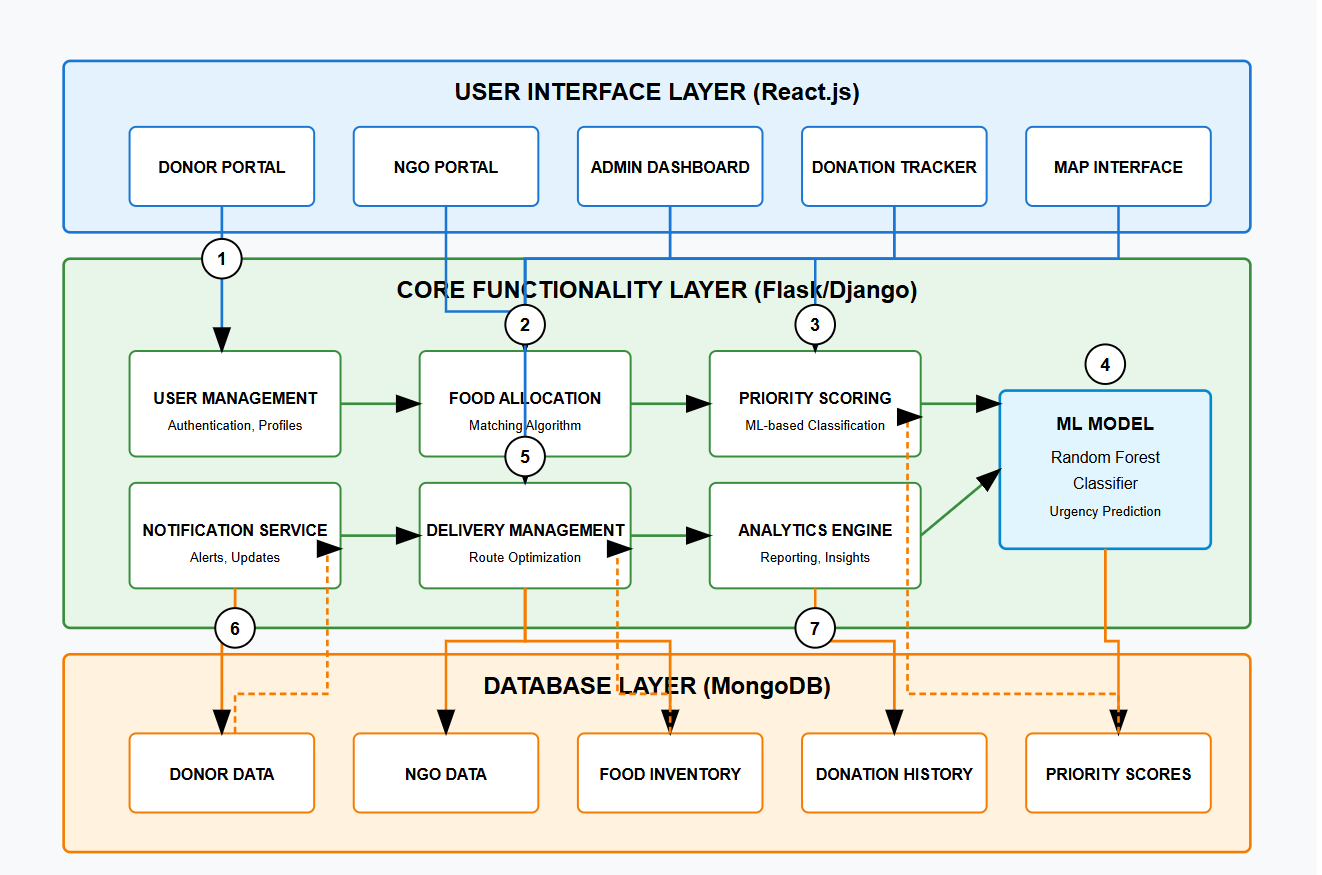 USER INTERFACE LAYER (React.js)
DONOR PORTAL
NGO PORTAL
ADMIN DASHBOARD
DONATION TRACKER
MAP INTERFACE
1
CORE FUNCTIONALITY LAYER (Flask/Django)
2
3
4
USER MANAGEMENT
Authentication, Profiles
FOOD ALLOCATION
Matching Algorithm
PRIORITY SCORING
ML-based Classification
ML MODEL
Random Forest
Classifier
Urgency Prediction
5
NOTIFICATION SERVICE
Alerts, Updates
DELIVERY MANAGEMENT
Route Optimization
ANALYTICS ENGINE
Reporting, Insights
6
7
DATABASE LAYER (MongoDB)
DONOR DATA
NGO DATA
FOOD INVENTORY
DONATION HISTORY
PRIORITY SCORES